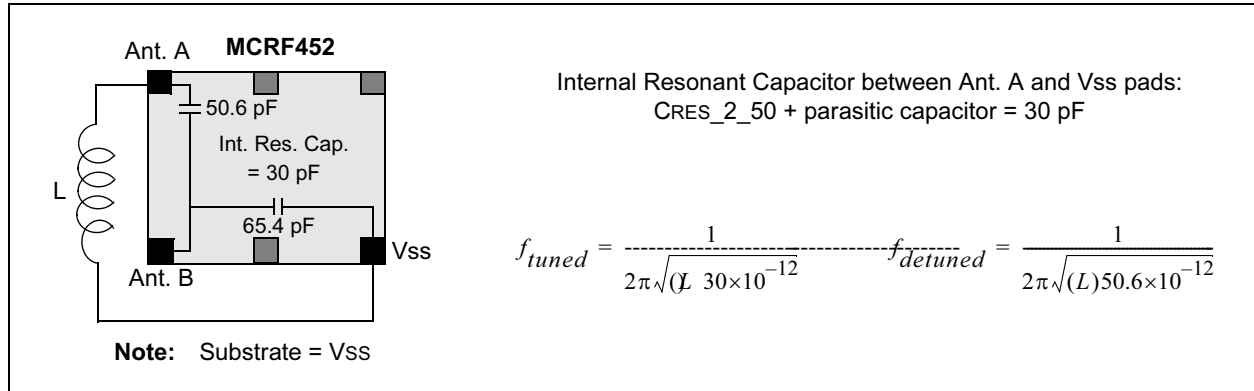 MCRF452
Ant. A
50.6 pF
Int. Res. Cap.
= 30 pF
L
65.4 pF
Vss
Ant. B
Note: Substrate = VSS
Internal Resonant Capacitor between Ant. A and Vss pads:
CRES_2_50 + parasitic capacitor = 30 pF
f_tuned = 1 / 2π√(L) 30×10⁻¹²
f_detuned = 1 / 2π√(L)50.6×10⁻¹²